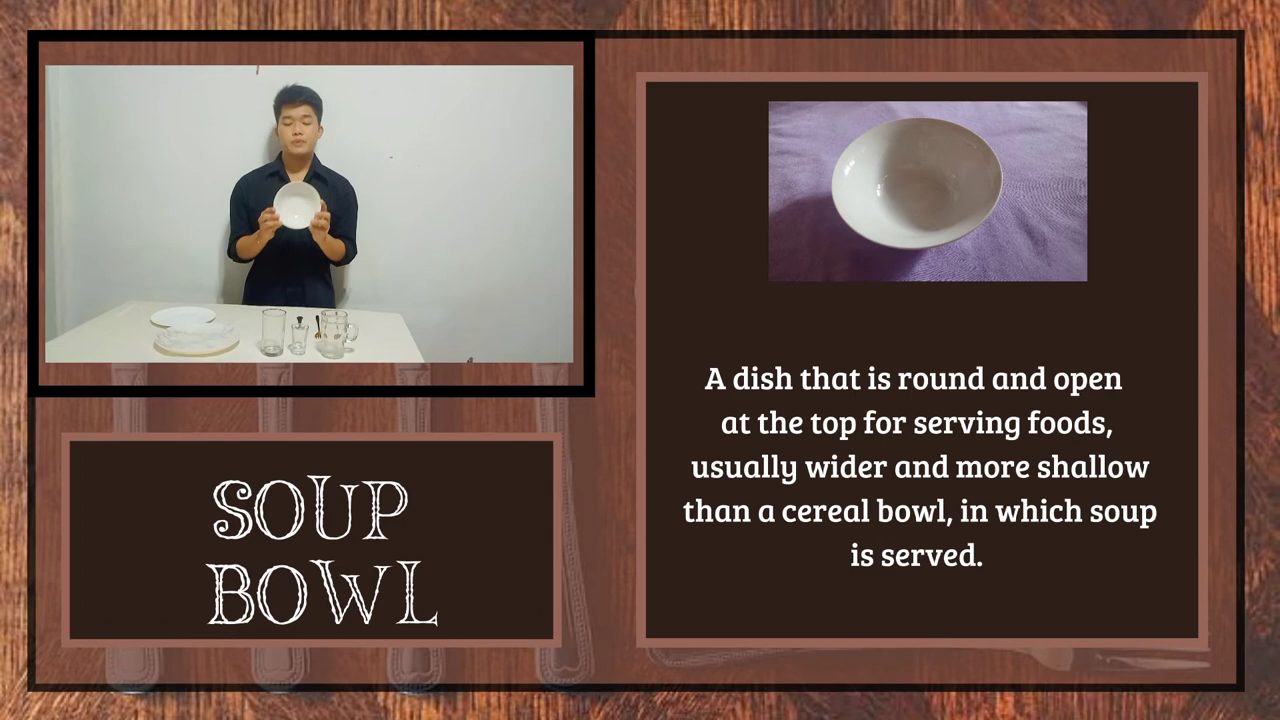 SOUP
BOWL
A dish that is round and open
at the top for serving foods,
usually wider and more shallow
than a cereal bowl, in which soup
is served.